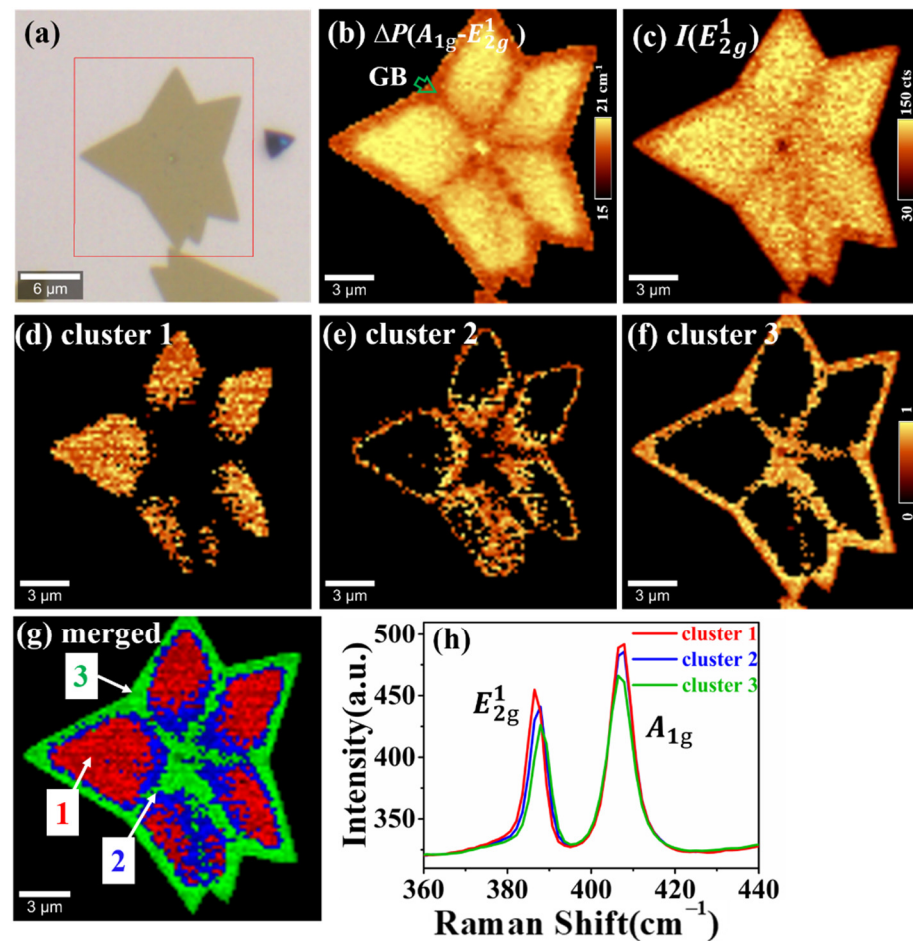 (a)
6 μm
(b) ΔP(A₁g-E¹₂g)
GB
21 cm⁻¹
15
3 μm
(c) I(E¹₂g)
150 cts
30
3 μm
(d) cluster 1
3 μm
(e) cluster 2
3 μm
(f) cluster 3
1
0
3 μm
(g) merged
3
1
2
3 μm
(h)
cluster 1
cluster 2
cluster 3
E¹₂g
A₁g
Intensity(a.u.)
500
450
400
350
360 380 400 420 440
Raman Shift(cm⁻¹)